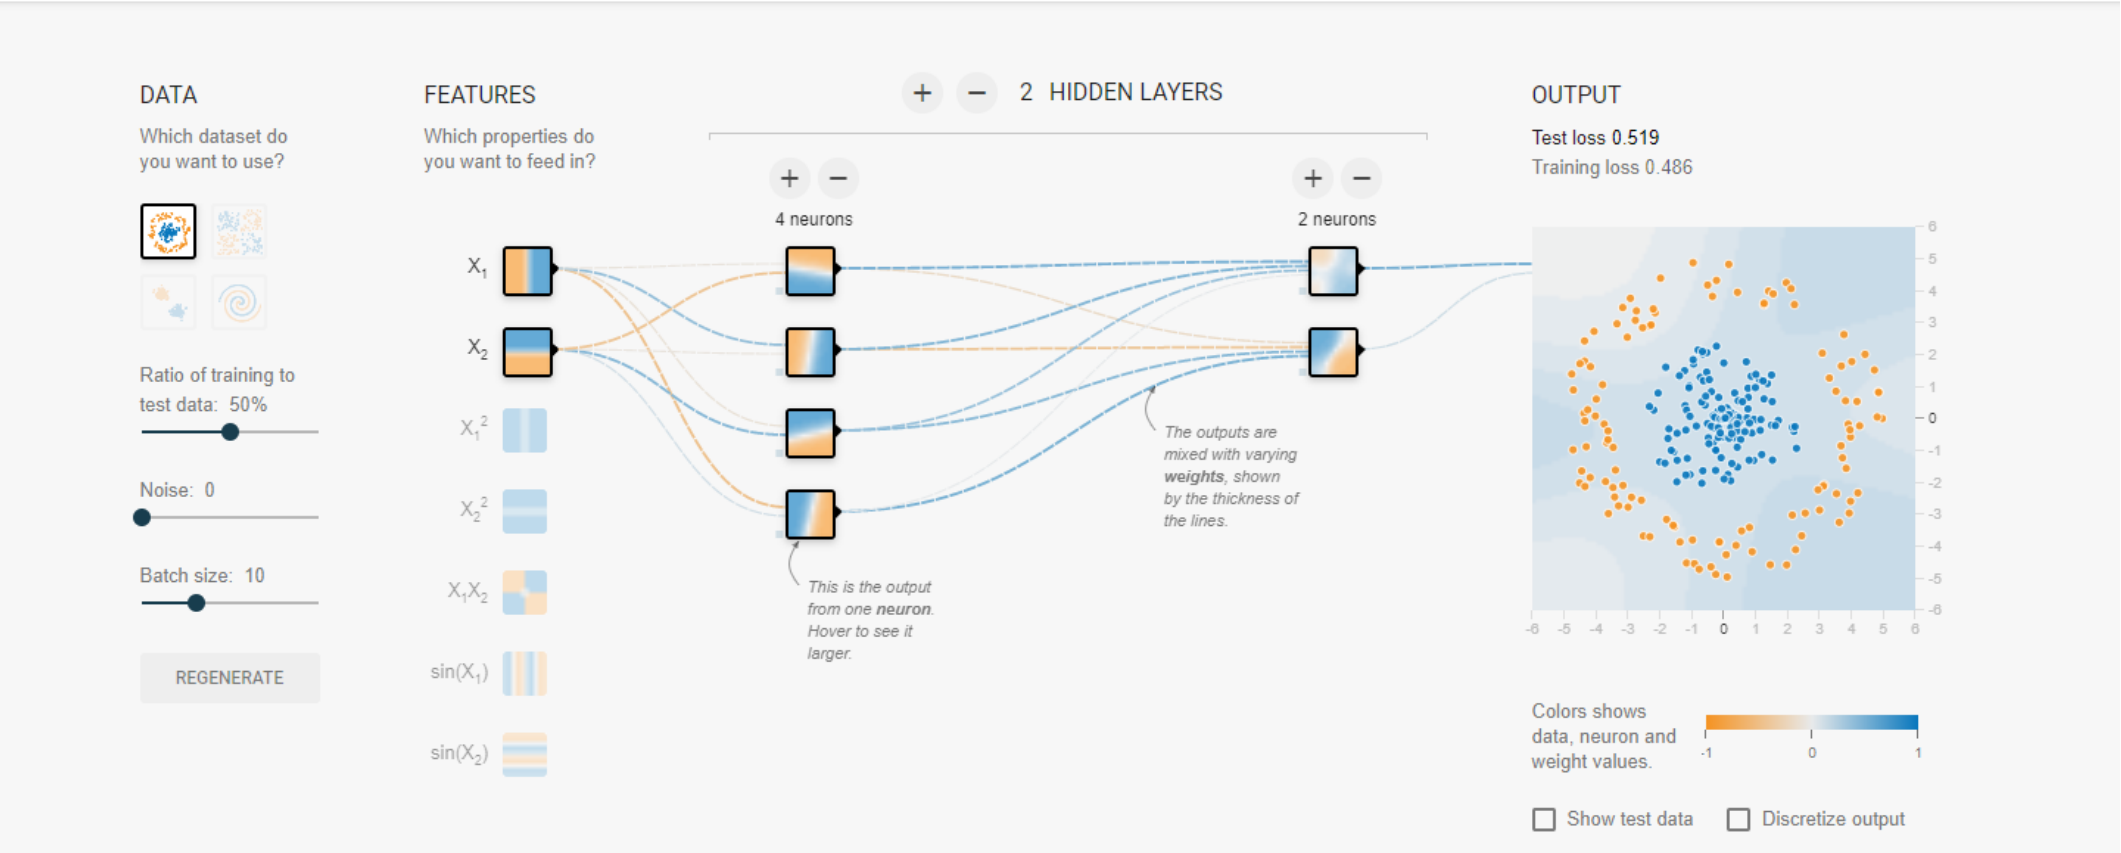 DATA
Which dataset do
you want to use?
Ratio of training to
test data: 50%
Noise: 0
Batch size: 10
REGENERATE
FEATURES
Which properties do
you want to feed in?
X1
X2
X1²
X2²
X1X2
sin(X1)
sin(X2)
+ − 2 HIDDEN LAYERS
+ −
4 neurons
+ −
2 neurons
This is the output
from one neuron.
Hover to see it
larger.
The outputs are
mixed with varying
weights, shown
by the thickness of
the lines.
OUTPUT
Test loss 0.519
Training loss 0.486
6
5
4
3
2
1
0
-1
-2
-3
-4
-5
-6
-6 -5 -4 -3 -2 -1 0 1 2 3 4 5 6
Colors shows
data, neuron and
weight values.
-1 0 1
Show test data Discretize output